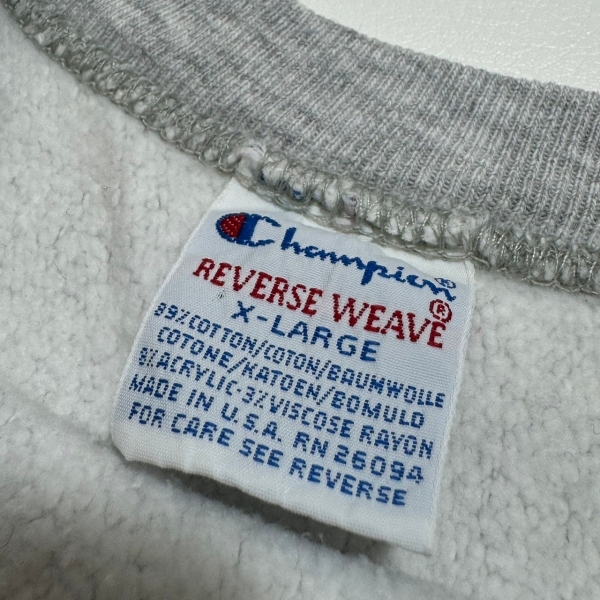 Champion®
REVERSE WEAVE®
X-LARGE
89%COTTON/COTON/BAUMWOLLE
COTONE/KATOEN/BOMULD
8%ACRYLIC-3%VISCOSE RAYON
MADE IN U.S.A. RN 26094
FOR CARE SEE REVERSE